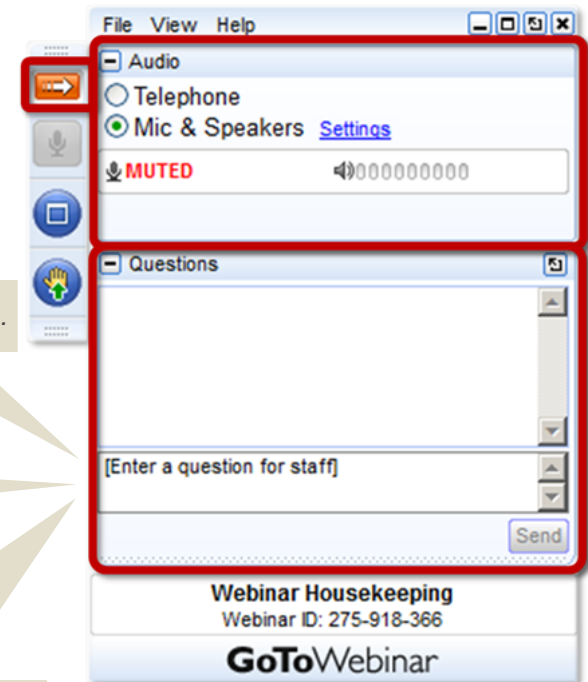 File View Help
Audio
Telephone
Mic & Speakers Settings
MUTED 000000000
Questions
.
[Enter a question for staff]
Send
Webinar Housekeeping
Webinar ID: 275-918-366
GoToWebinar